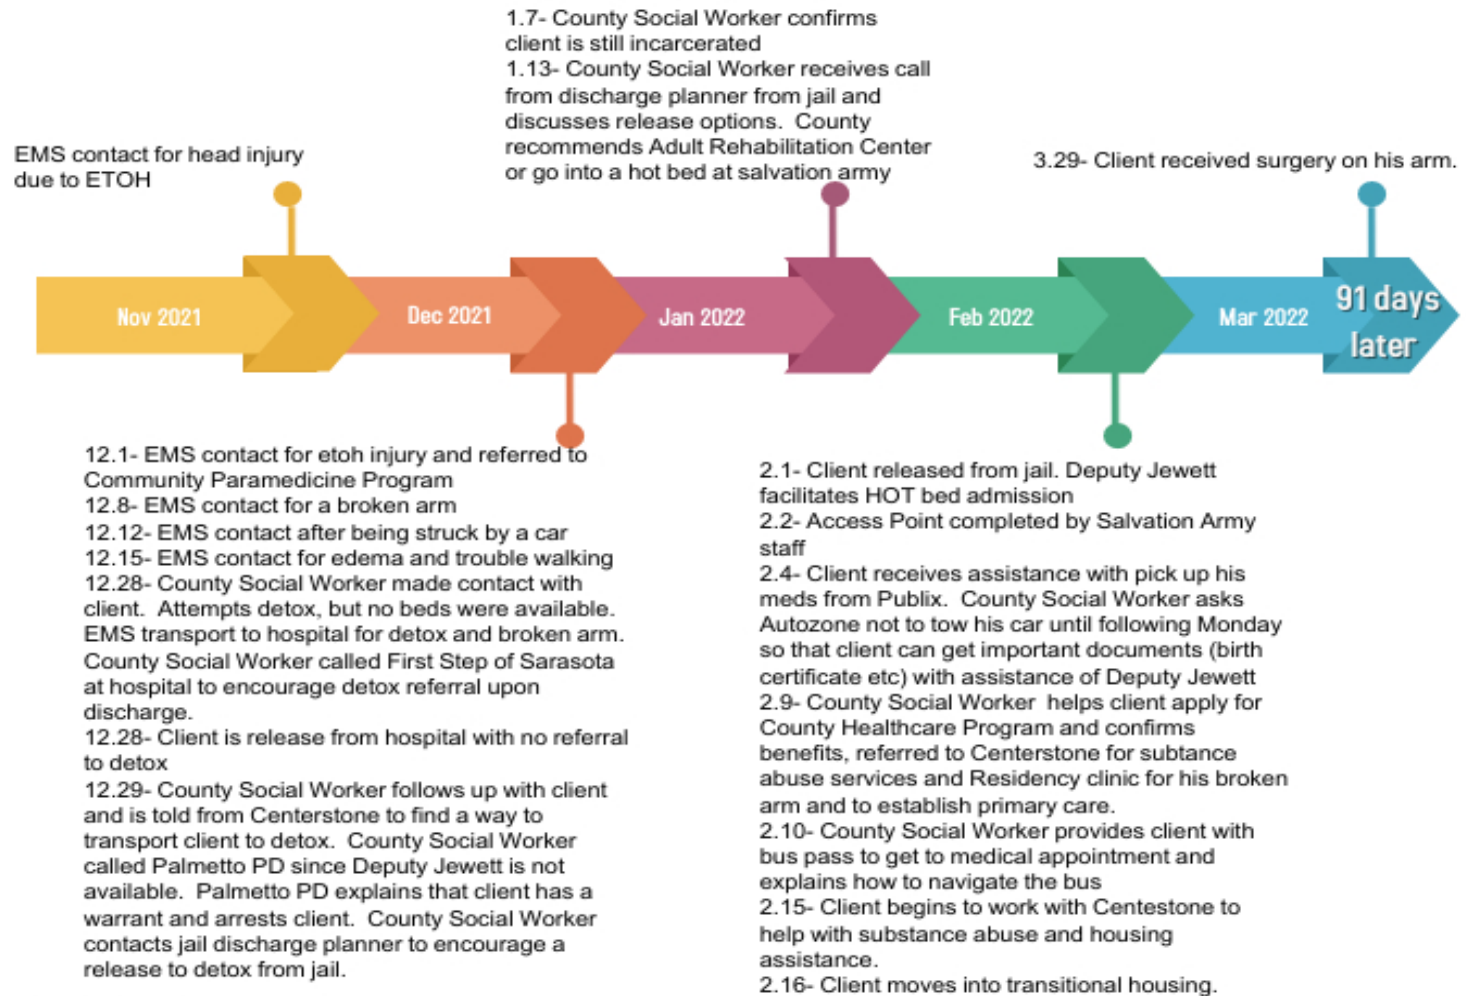 1.7- County Social Worker confirms
client is still incarcerated
1.13- County Social Worker receives call
from discharge planner from jail and
discusses release options.  County
recommends Adult Rehabilitation Center
or go into a hot bed at salvation army
EMS contact for head injury
due to ETOH
3.29- Client received surgery on his arm.
Nov 2021
Dec 2021
Jan 2022
Feb 2022
Mar 2022
91 days
later
12.1- EMS contact for etoh injury and referred to
Community Paramedicine Program
12.8- EMS contact for a broken arm
12.12- EMS contact after being struck by a car
12.15- EMS contact for edema and trouble walking
12.28- County Social Worker made contact with
client.  Attempts detox, but no beds were available.
EMS transport to hospital for detox and broken arm.
County Social Worker called First Step of Sarasota
at hospital to encourage detox referral upon
discharge.
12.28- Client is release from hospital with no referral
to detox
12.29- County Social Worker follows up with client
and is told from Centerstone to find a way to
transport client to detox.  County Social Worker
called Palmetto PD since Deputy Jewett is not
available.  Palmetto PD explains that client has a
warrant and arrests client.  County Social Worker
contacts jail discharge planner to encourage a
release to detox from jail.
2.1- Client released from jail. Deputy Jewett
facilitates HOT bed admission
2.2- Access Point completed by Salvation Army
staff
2.4- Client receives assistance with pick up his
meds from Publix.  County Social Worker asks
Autozone not to tow his car until following Monday
so that client can get important documents (birth
certificate etc) with assistance of Deputy Jewett
2.9- County Social Worker  helps client apply for
County Healthcare Program and confirms
benefits, referred to Centerstone for subtance
abuse services and Residency clinic for his broken
arm and to establish primary care.
2.10- County Social Worker provides client with
bus pass to get to medical appointment and
explains how to navigate the bus
2.15- Client begins to work with Centestone to
help with substance abuse and housing
assistance.
2.16- Client moves into transitional housing.